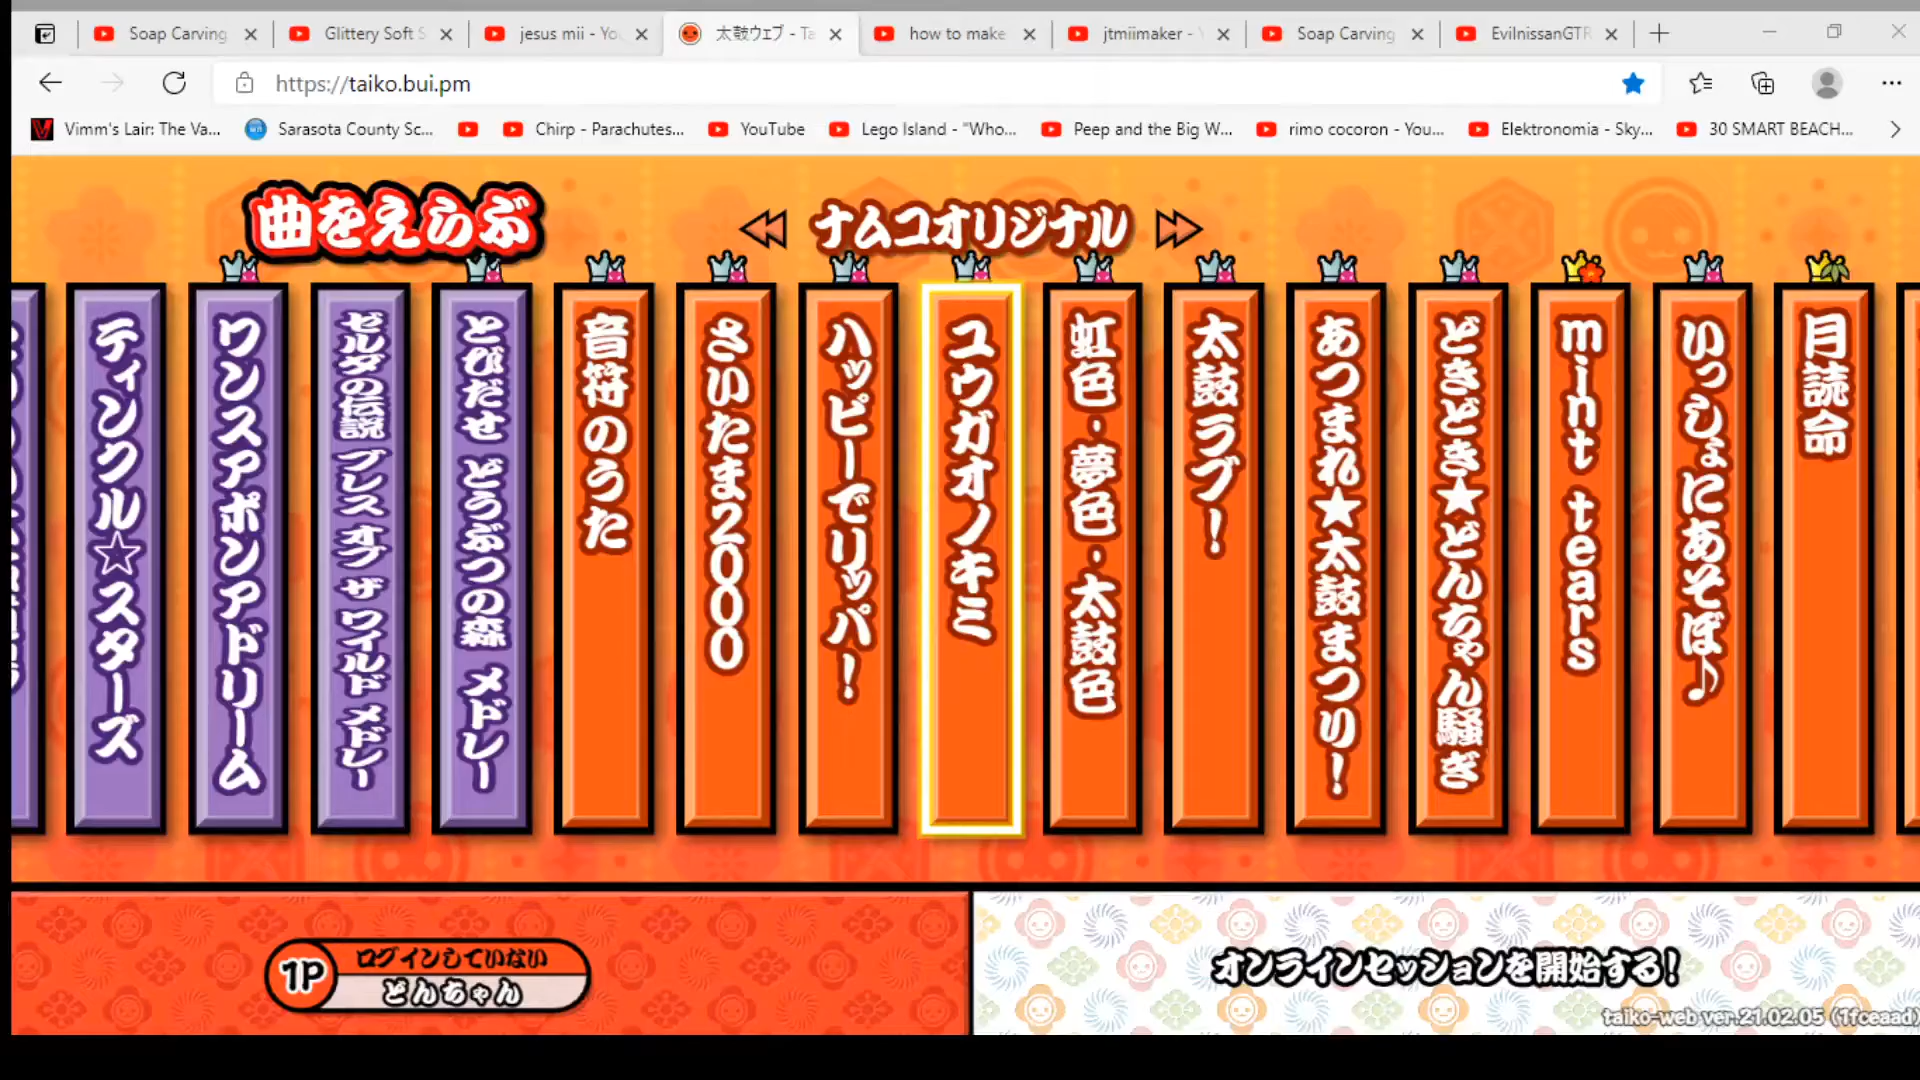 Soap Carving
Glittery Soft S
jesus mii - You
太鼓ウェブ - Ta
how to make
jtmiimaker - Y
Soap Carving
EvilnissanGTR
https://taiko.bui.pm
Vimm's Lair: The Va...
Sarasota County Sc...
Chirp - Parachutes...
YouTube
Lego Island - "Who...
Peep and the Big W...
rimo cocoron - You...
Elektronomia - Sky...
30 SMART BEACH...
曲をえらぶ
ナムコオリジナル
ティンクル☆スターズ
ワンスアポンアドリーム
ゼルダの伝説 ブレス オブ ザ ワイルド メドレー
とびだせ どうぶつの森 メドレー
音符のうた
さいたま2000
ハッピーでリッパ!
ユウガオノキミ
虹色・夢色・太鼓色
太鼓ラブ!
あつまれ★太鼓まつり!
どきどき★どんちゃん騒ぎ
mint tears
いっしょにあそぼ♪
月読命
1P
ログインしていない
どんちゃん
オンラインセッションを開始する!
taiko-web ver.21.02.05 (1fceaad)